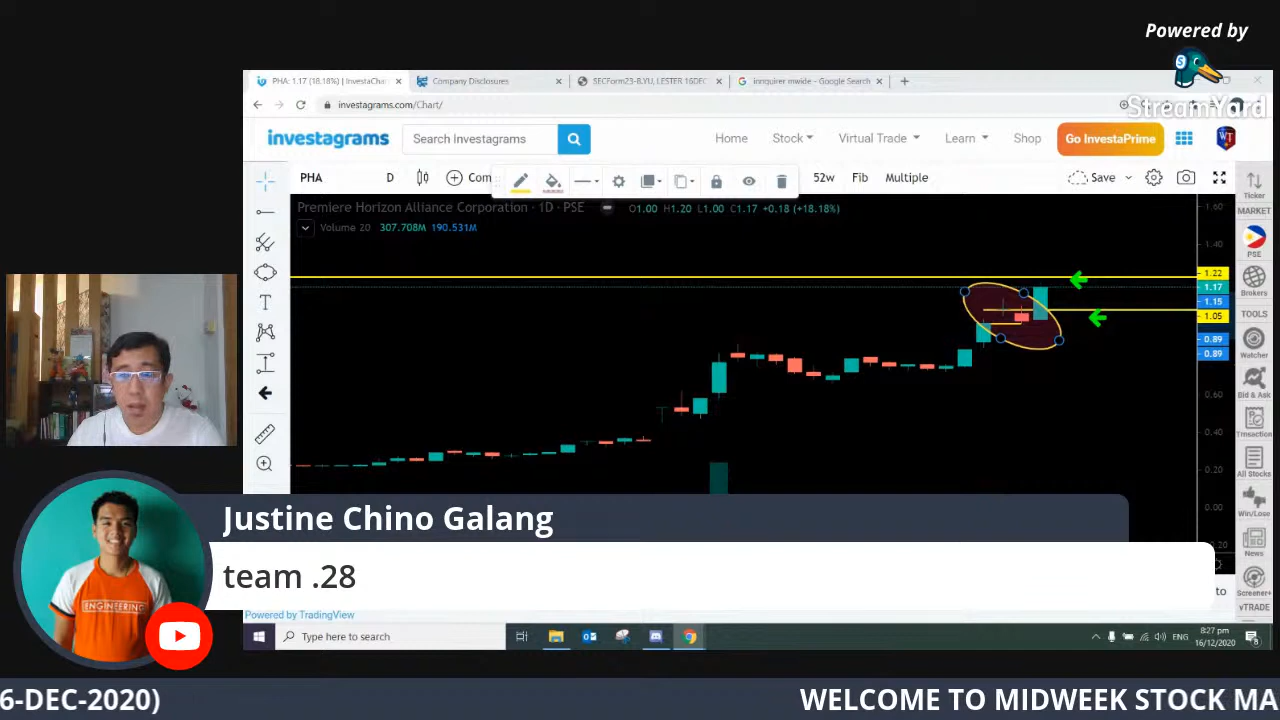 Powered by
S
StreamYard
PHA: 1.17 (18.18%) | InvestaChar
Company Disclosures
SECForm23-B.YU, LESTER 16DEC
innquirer mwide - Google Search
investagrams.com/Chart/
investagrams
Search Investagrams
Home
Stock
Virtual Trade
Learn
Shop
Go InvestaPrime
PHA
D
Com
52w
Fib
Multiple
Save
Ticker
Premiere Horizon Alliance Corporation · 1D · PSE
O1.00 H1.20 L1.00 C1.17 +0.18 (+18.18%)
Volume 20 307.708M 190.531M
1.60
1.40
1.22
1.17
1.15
1.05
0.89
0.89
0.60
0.40
0.20
0.00
MARKET
PSE
Brokers
TOOLS
Watcher
Bid & Ask
Trnsaction
All Stocks
Win/Lose
News
Screener+
vTRADE
T
Justine Chino Galang
team .28
ENGINEERING
to
Powered by TradingView
Type here to search
ENG
8:27 pm
16/12/2020
6-DEC-2020)
WELCOME TO MIDWEEK STOCK MA